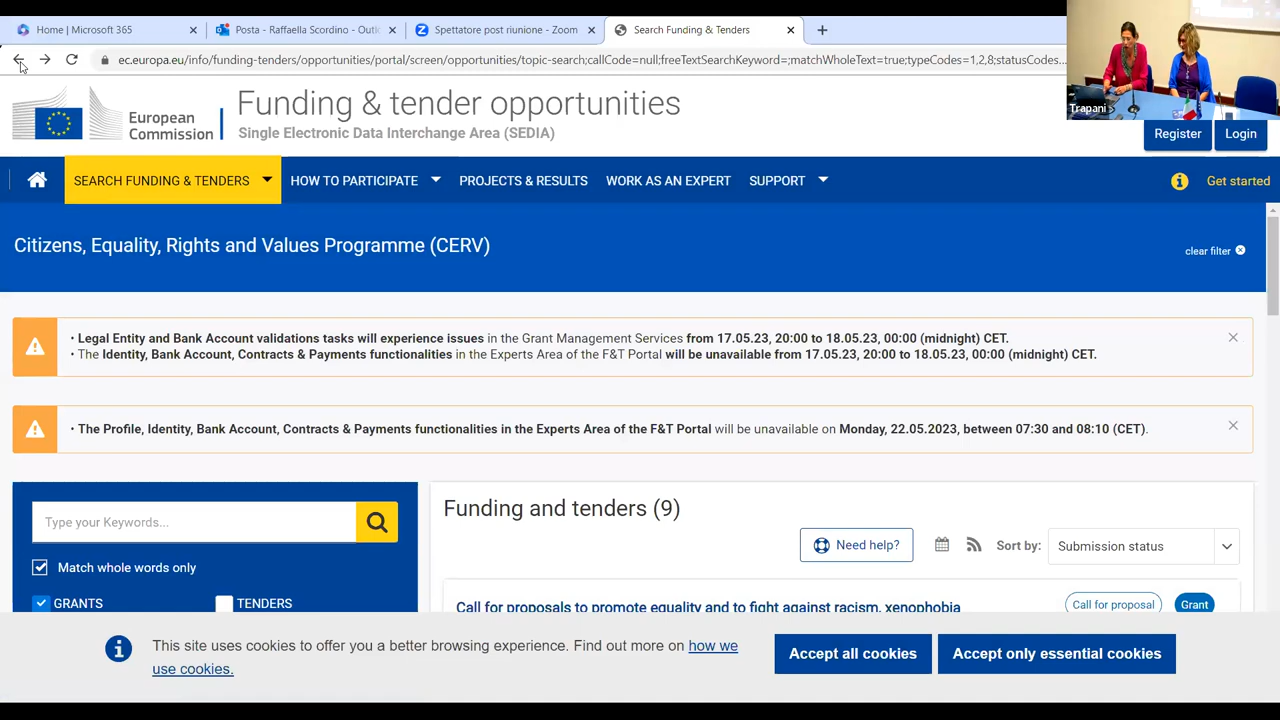 Home | Microsoft 365
Posta - Raffaella Scordino - Outlo
Spettatore post riunione - Zoom
Search Funding & Tenders
ec.europa.eu/info/funding-tenders/opportunities/portal/screen/opportunities/topic-search;callCode=null;freeTextSearchKeyword=;matchWholeText=true;typeCodes=1,2,8;statusCodes...
Trapani
European
Commission
Funding & tender opportunities
Single Electronic Data Interchange Area (SEDIA)
Register
Login
SEARCH FUNDING & TENDERS
HOW TO PARTICIPATE
PROJECTS & RESULTS
WORK AS AN EXPERT
SUPPORT
Get started
Citizens, Equality, Rights and Values Programme (CERV)
clear filter
• Legal Entity and Bank Account validations tasks will experience issues in the Grant Management Services from 17.05.23, 20:00 to 18.05.23, 00:00 (midnight) CET.
• The Identity, Bank Account, Contracts & Payments functionalities in the Experts Area of the F&T Portal will be unavailable from 17.05.23, 20:00 to 18.05.23, 00:00 (midnight) CET.
• The Profile, Identity, Bank Account, Contracts & Payments functionalities in the Experts Area of the F&T Portal will be unavailable on Monday, 22.05.2023, between 07:30 and 08:10 (CET).
Type your Keywords...
Match whole words only
GRANTS
TENDERS
Funding and tenders (9)
Need help?
Sort by:
Submission status
Call for proposals to promote equality and to fight against racism, xenophobia
Call for proposal
Grant
This site uses cookies to offer you a better browsing experience. Find out more on how we
use cookies.
Accept all cookies
Accept only essential cookies